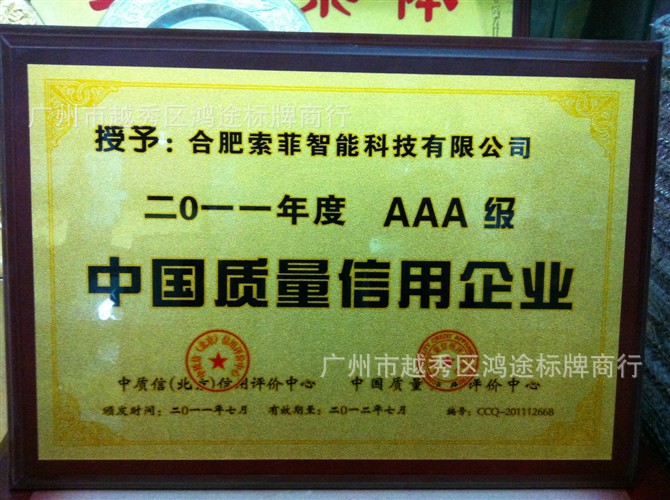 广州市越秀区鸿途标牌商行
授予：合肥索菲智能科技有限公司
二0一一年度 AAA 级
中国质量信用企业
广州市越秀区鸿途标牌商行
中质信(北京)信用评价中心 中国质量 评价中心
颁发时间：二0一一年七月 有效期至：二0一二年七月 编号：CCQ-201112668